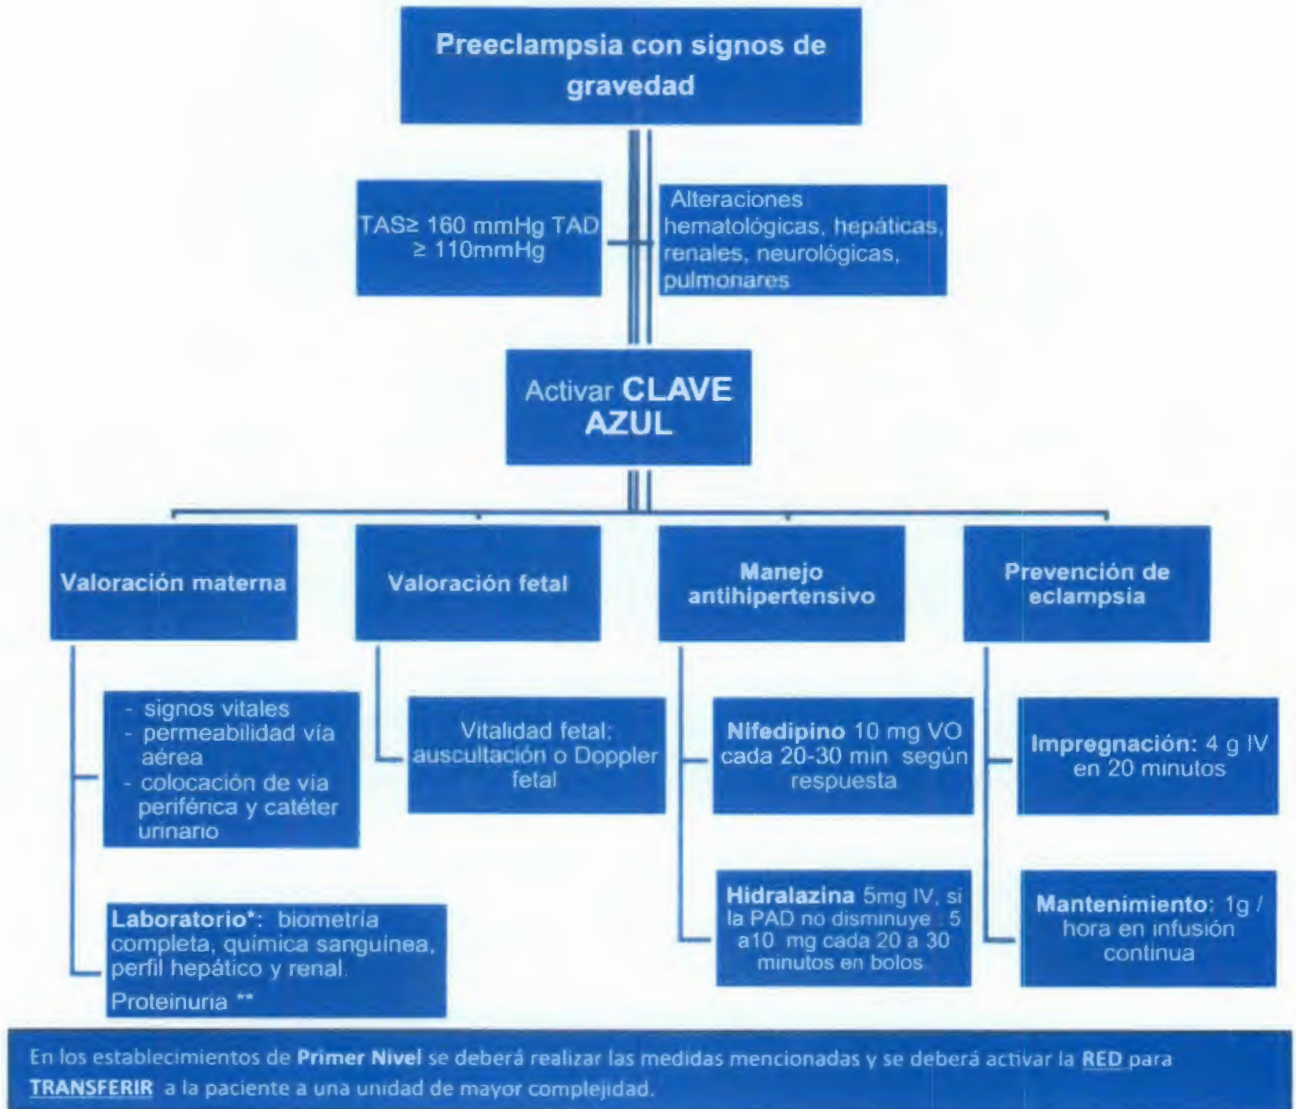 Preeclampsia con signos de
gravedad
TAS≥ 160 mmHg TAD
≥ 110mmHg
Alteraciones
hematológicas, hepáticas,
renales, neurológicas,
pulmonares
Activar CLAVE
AZUL
Valoración materna
Valoración fetal
Manejo
antihipertensivo
Prevención de
eclampsia
- signos vitales
- permeabilidad vía
aérea
- colocación de vía
periférica y catéter
urinario
Laboratorio*: biometría
completa, química sanguínea,
perfil hepático y renal.
Proteinuria **
Vitalidad fetal:
auscultación o Doppler
fetal
Nifedipino 10 mg VO
cada 20-30 min según
respuesta
Hidralazina 5mg IV, si
la PAD no disminuye : 5
a10 mg cada 20 a 30
minutos en bolos
Impregnación: 4 g IV
en 20 minutos
Mantenimiento: 1g /
hora en infusión
continua
En los establecimientos de Primer Nivel se deberá realizar las medidas mencionadas y se deberá activar la RED para
TRANSFERIR a la paciente a una unidad de mayor complejidad.